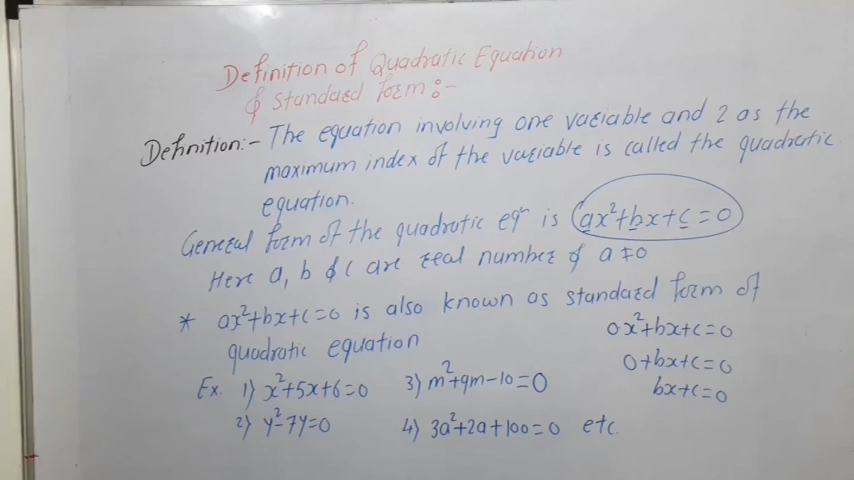 Definition of Quadratic Equation
& Standard form :-
Definition:- The equation involving one variable and 2 as the
maximum index of the variable is called the quadratic
equation.
General form of the quadratic eqn is ax²+bx+c=0
Here a, b & c are real number & a≠0
* ax²+bx+c=0 is also known as standard form of
quadratic equation
0x²+bx+c=0
0+bx+c=0
bx+c=0
Ex. 1) x²+5x+6=0 3) m²+9m-10=0
2) y²-7y=0 4) 3a²+2a+100=0 etc.